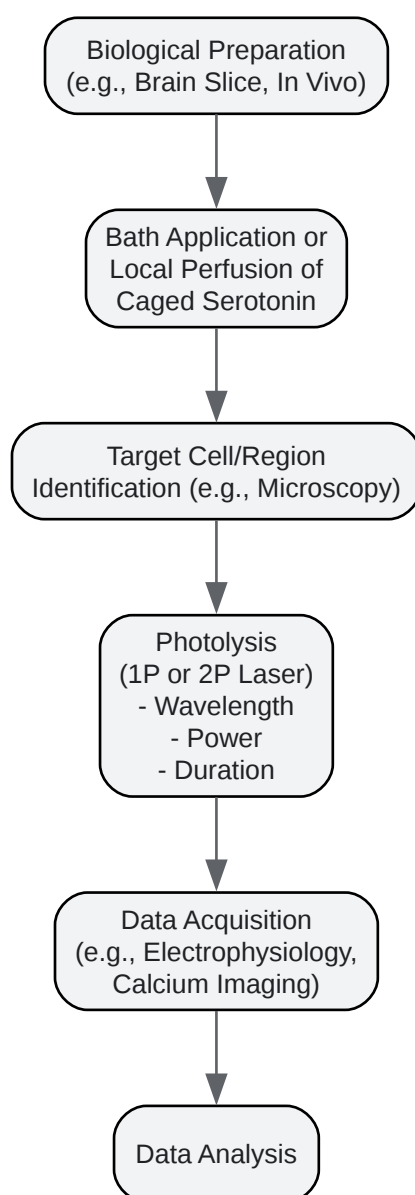 Biological Preparation
(e.g., Brain Slice, In Vivo)
Bath Application or
Local Perfusion of
Caged Serotonin
Target Cell/Region
Identification (e.g., Microscopy)
Photolysis
(1P or 2P Laser)
- Wavelength
- Power
- Duration
Data Acquisition
(e.g., Electrophysiology,
Calcium Imaging)
Data Analysis